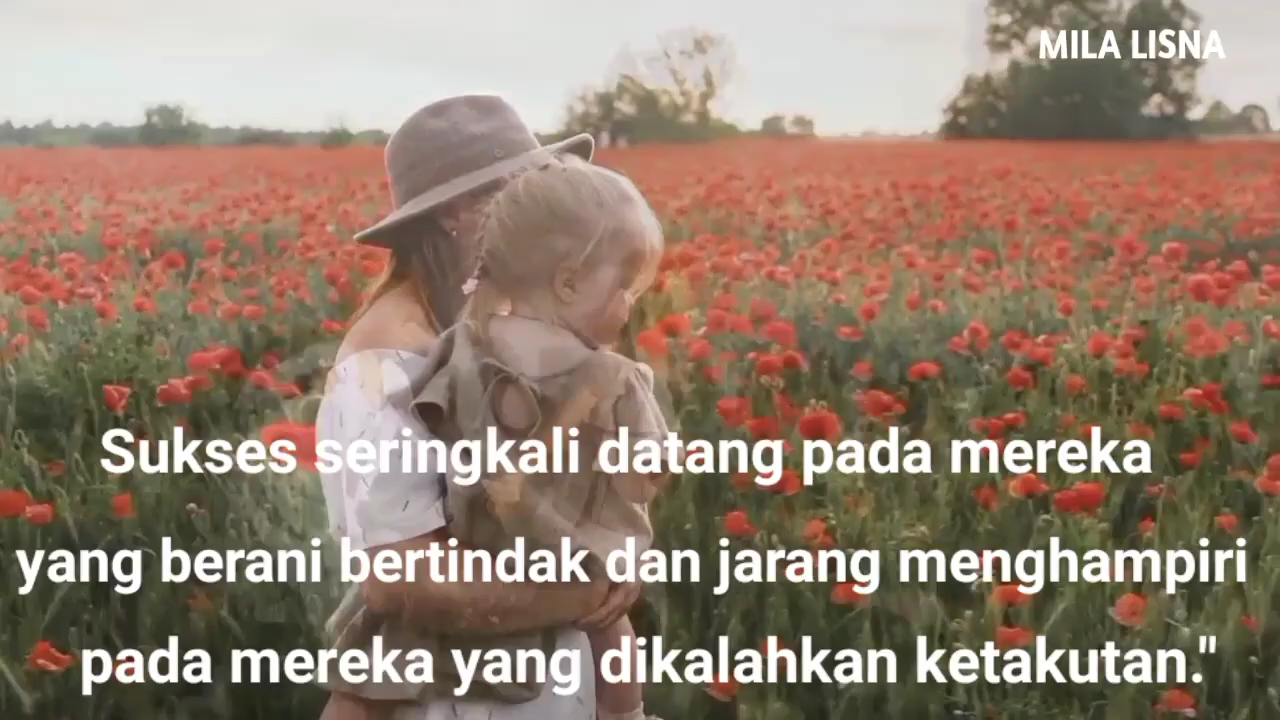 MILA LISNA
Sukses seringkali datang pada mereka
yang berani bertindak dan jarang menghampiri
pada mereka yang dikalahkan ketakutan."